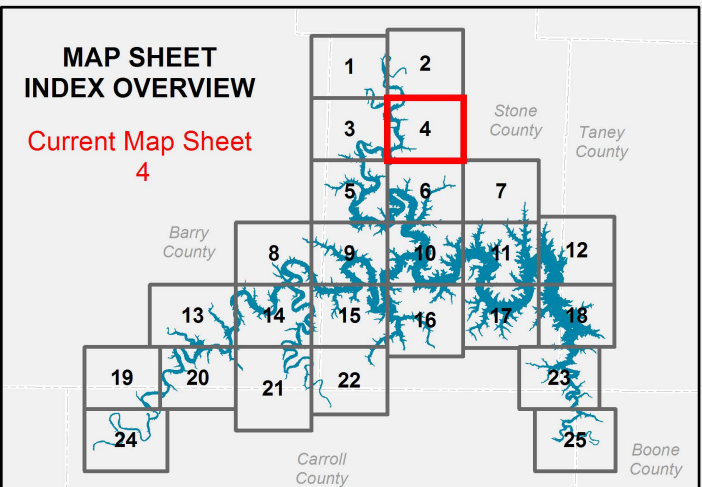 MAP SHEET
INDEX OVERVIEW
Current Map Sheet
4
1
2
3
4
Stone
County
Taney
County
5
6
7
Barry
County
8
9
10
11
12
13
14
15
16
17
18
19
20
21
22
23
24
25
Carroll
County
Boone
County